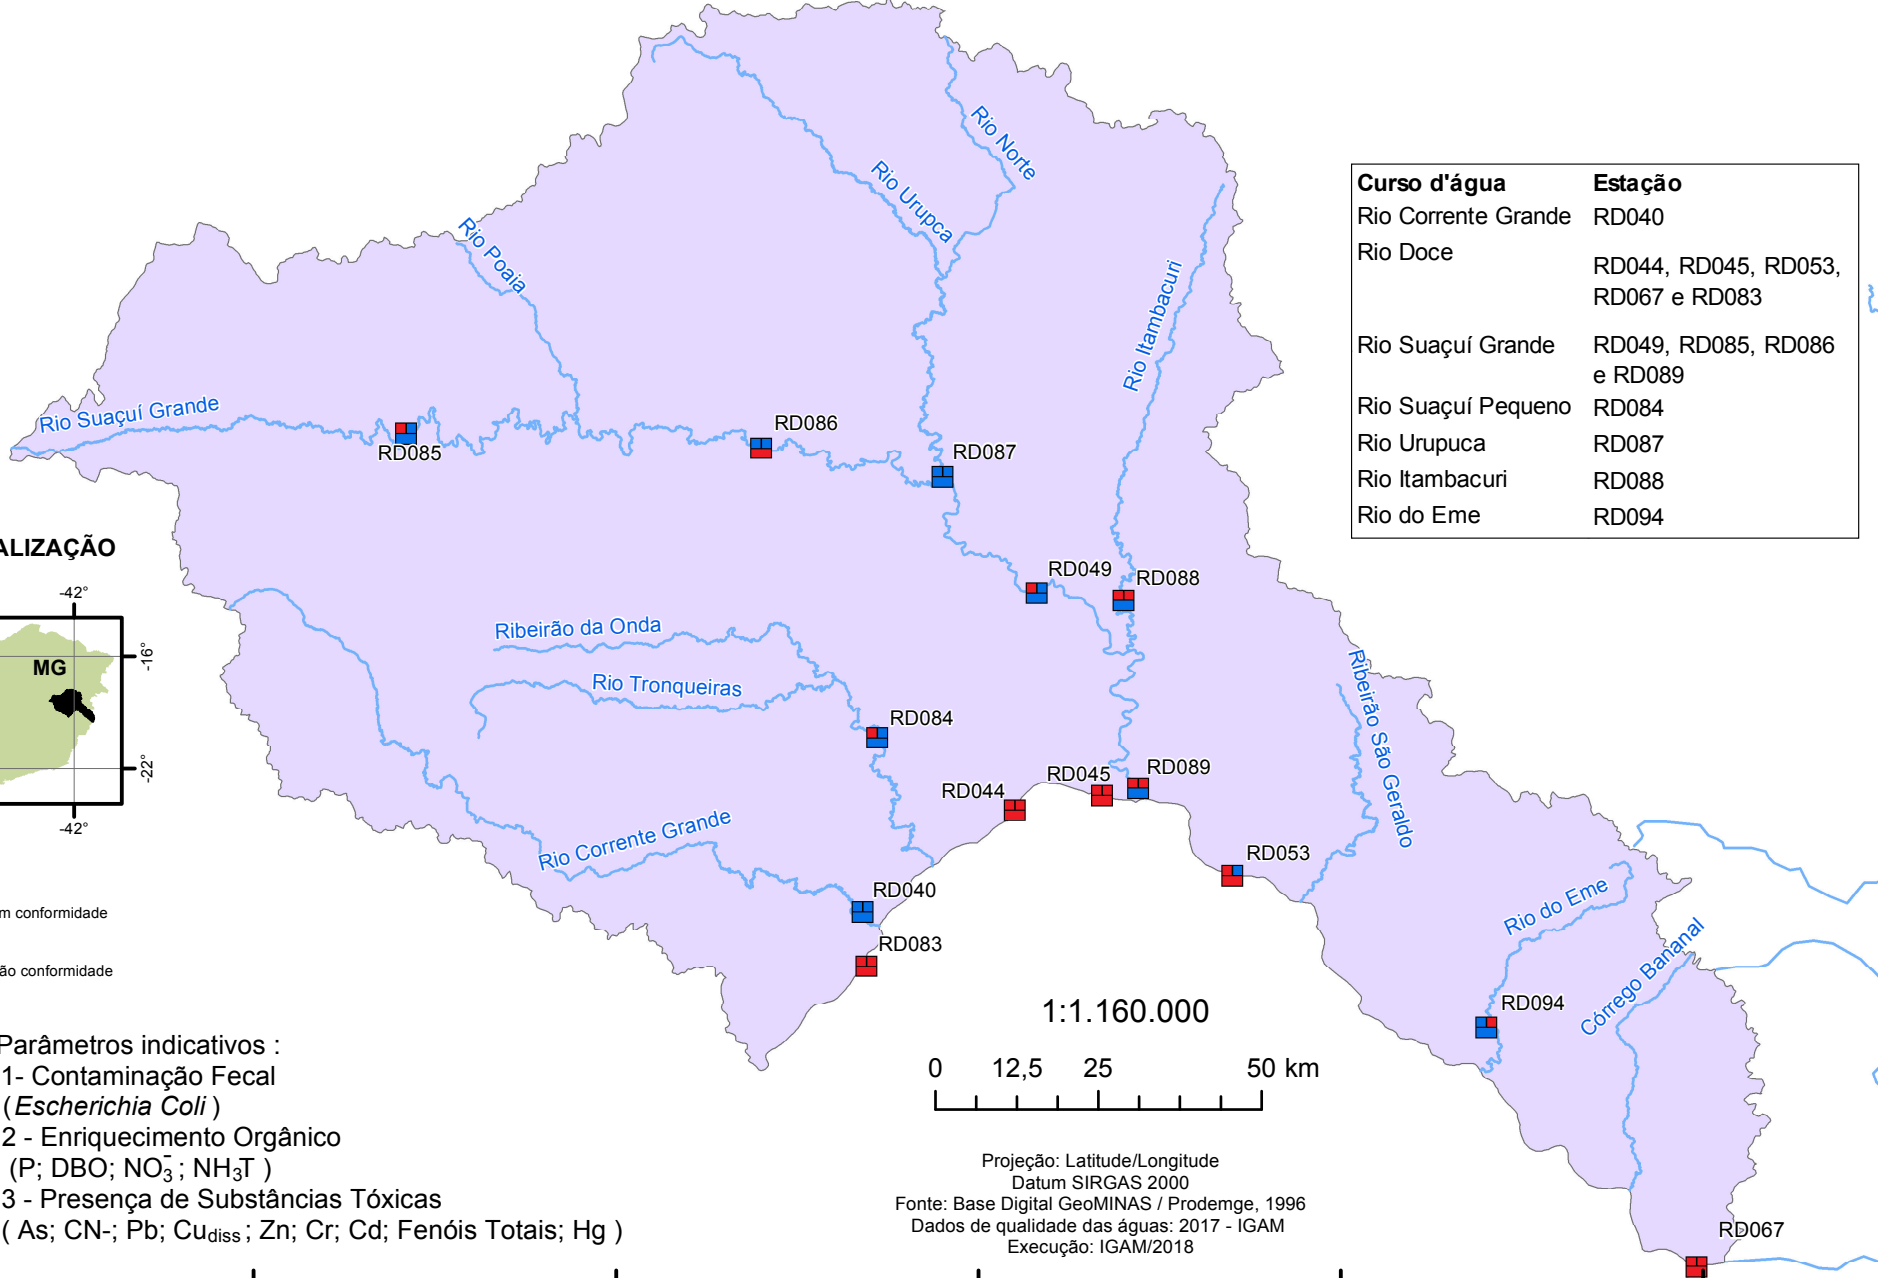 Rio Norte
Rio Urupca
Rio Poaia
Rio Itambacuri
Rio Suaçuí Grande
RD085
RD086
RD087
RD049
RD088
Ribeirão da Onda
Rio Tronqueiras
RD084
RD044
RD045
RD089
Ribeirão São Geraldo
Rio Corrente Grande
RD040
RD083
RD053
Rio do Eme
Córrego Bananal
RD094
RD067
Curso d'água Estação
Rio Corrente Grande RD040
Rio Doce
RD044, RD045, RD053,
RD067 e RD083
Rio Suaçuí Grande RD049, RD085, RD086
e RD089
Rio Suaçuí Pequeno RD084
Rio Urupuca RD087
Rio Itambacuri RD088
Rio do Eme RD094
ALIZAÇÃO
-42°
MG
-16°
-22°
-42°
m conformidade
ão conformidade
Parâmetros indicativos :
1- Contaminação Fecal
(Escherichia Coli )
2 - Enriquecimento Orgânico
(P; DBO; NO₃⁻; NH₃T )
3 - Presença de Substâncias Tóxicas
( As; CN-; Pb; Cu diss ; Zn; Cr; Cd; Fenóis Totais; Hg )
1:1.160.000
0 12,5 25 50 km
Projeção: Latitude/Longitude
Datum SIRGAS 2000
Fonte: Base Digital GeoMINAS / Prodemge, 1996
Dados de qualidade das águas: 2017 - IGAM
Execução: IGAM/2018